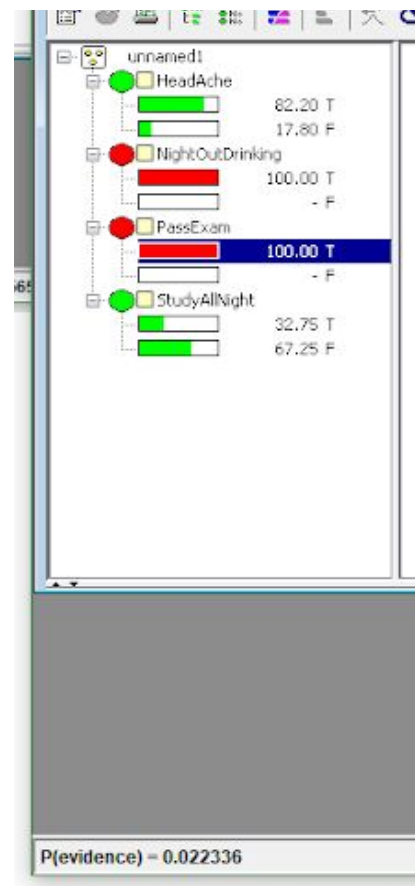 unnamed1
HeadAche
82.20 T
17.80 F
NightOutDrinking
100.00 T
- F
PassExam
100.00 T
- F
StudyAllNight
32.75 T
67.25 F
P(evidence) = 0.022336